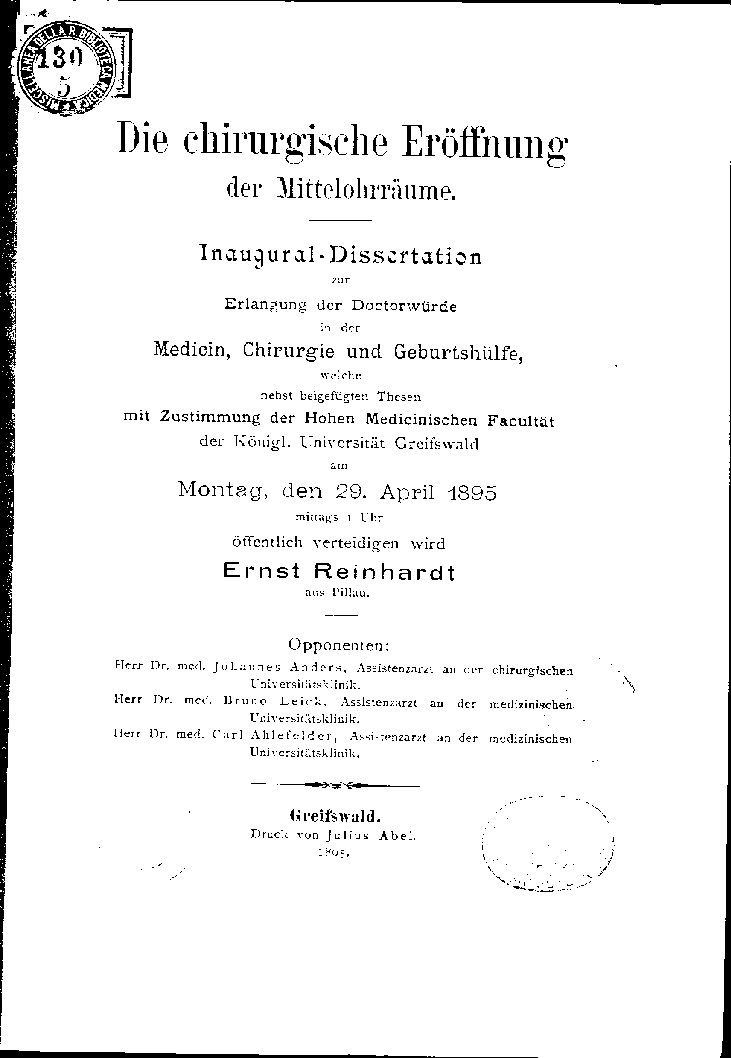 130
5
Die chirurgische Eröffnung
der Mittelohrräume.
Inaugural-Dissertation
zur
Erlangung der Doctorwürde
in der
Medicin, Chirurgie und Geburtshülfe,
welche
nebst beigefügten Thesen
mit Zustimmung der Hohen Medicinischen Facultät
der Königl. Universität Greifswald
am
Montag, den 29. April 1895
mittags 1 Uhr
öffentlich verteidigen wird
Ernst Reinhardt
aus Pillau.
Opponenten:
Herr Dr. med. Johannes Anders, Assistenzarzt an der chirurgischen
Universitätsklinik.
Herr Dr. med. Bruno Leick, Assistenzarzt an der medizinischen
Universitätsklinik.
Herr Dr. med. Carl Ahlefelder, Assistenzarzt an der medizinischen
Universitätsklinik.
Greifswald.
Druck von Julius Abel.
1895.